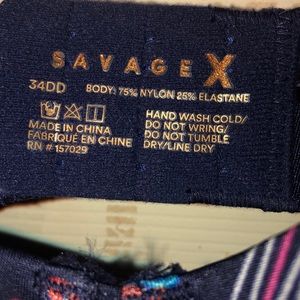 SAVAGE X
34DD
BODY: 75% NYLON 25% ELASTANE
MADE IN CHINA
FABRIQUÉ EN CHINE
RN # 157029
HAND WASH COLD/
DO NOT WRING/
DO NOT TUMBLE
DRY/LINE DRY